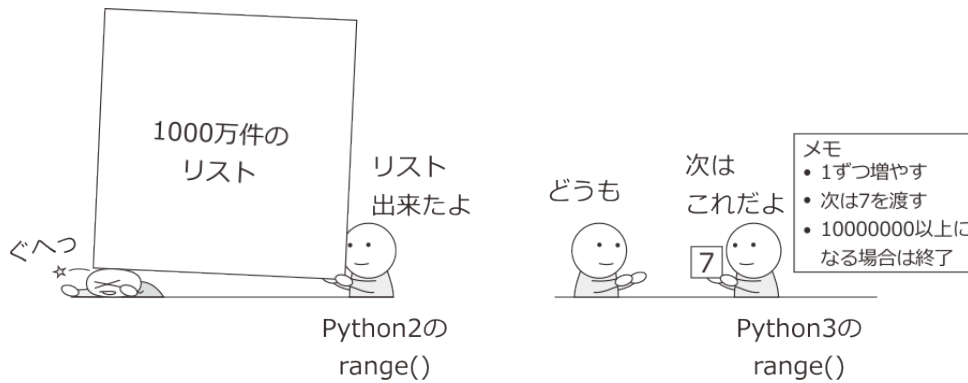 1000万件の
リスト
リスト
出来たよ
ぐへっ
Python2の
range()
どうも
次は
これだよ
7
メモ
• 1ずつ増やす
• 次は7を渡す
• 10000000以上に
なる場合は終了
Python3の
range()